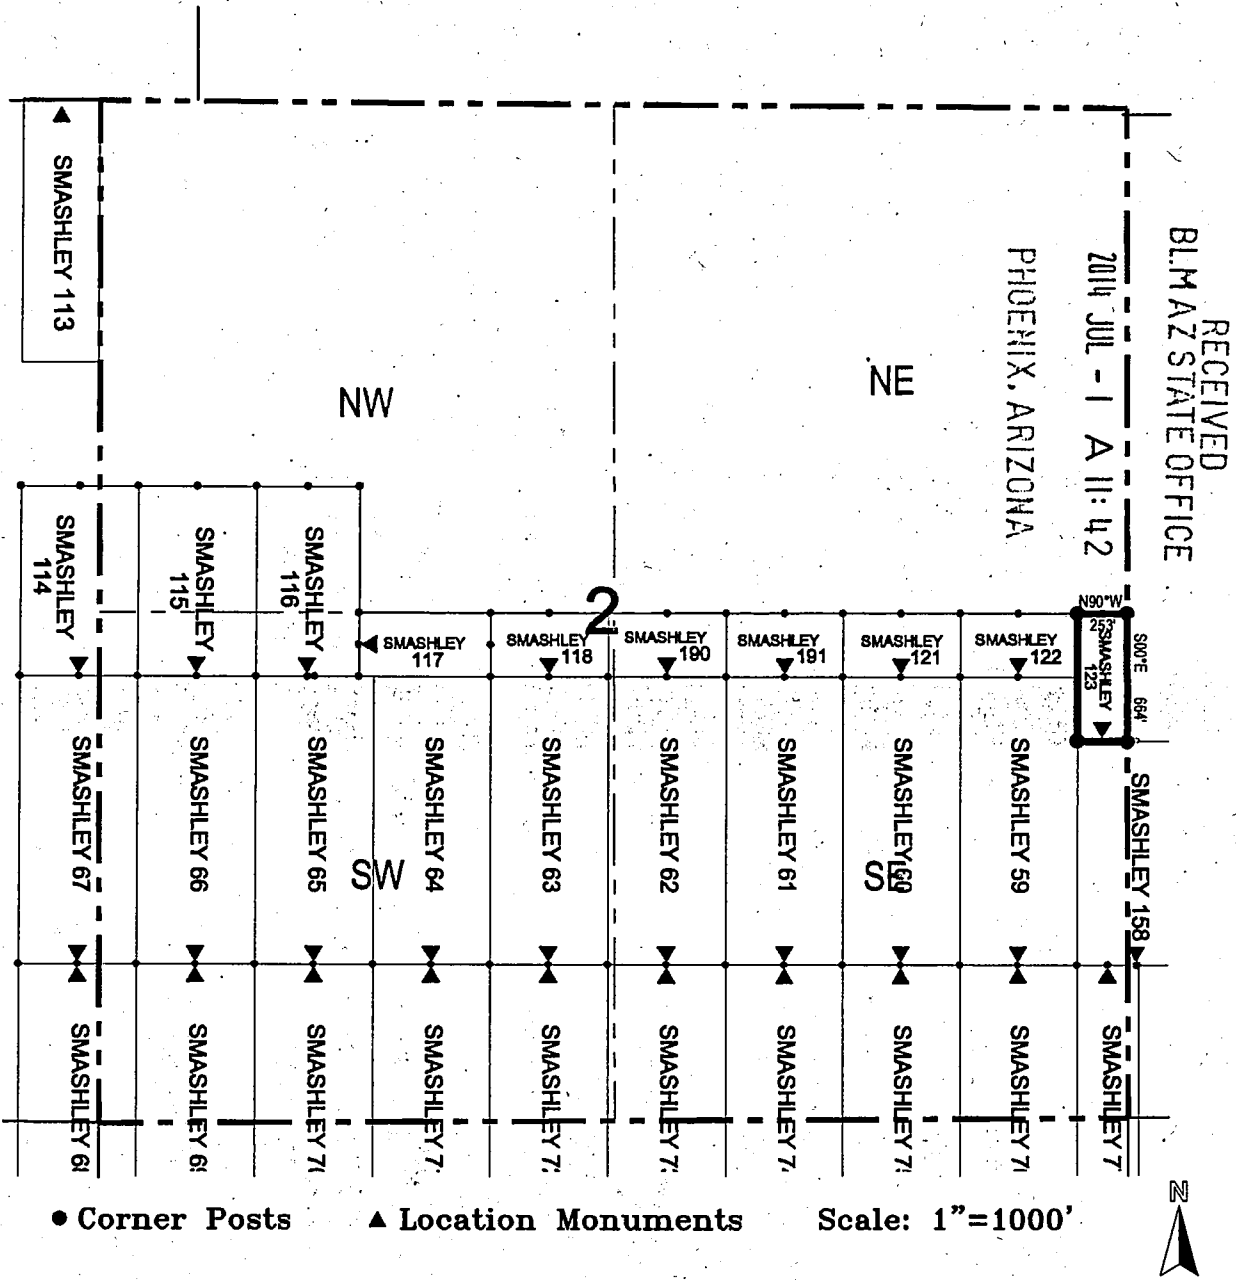 RECEIVED
BLM AZ STATE OFFICE
2014 JUL -1 A 11:42
PHOENIX, ARIZONA
SMASHLEY 113
NW
NE
SMASHLEY
114
SMASHLEY
115
SMASHLEY
116
2
SMASHLEY
117
SMASHLEY
118
SMASHLEY
190
SMASHLEY
191
SMASHLEY
121
SMASHLEY
122
N90°W
253'
SMASHLEY
123
S00°E 664'
SMASHLEY 67
SMASHLEY 66
SMASHLEY 65
SW
SMASHLEY 64
SMASHLEY 63
SMASHLEY 62
SMASHLEY 61
SE
SMASHLEY 60
SMASHLEY 59
SMASHLEY 158
SMASHLEY
SMASHLEY
SMASHLEY
SMASHLEY
SMASHLEY
SMASHLEY
SMASHLEY
SMASHLEY
SMASHLEY
SMASHLEY
N
Corner Posts
Location Monuments
Scale: 1"=1000'